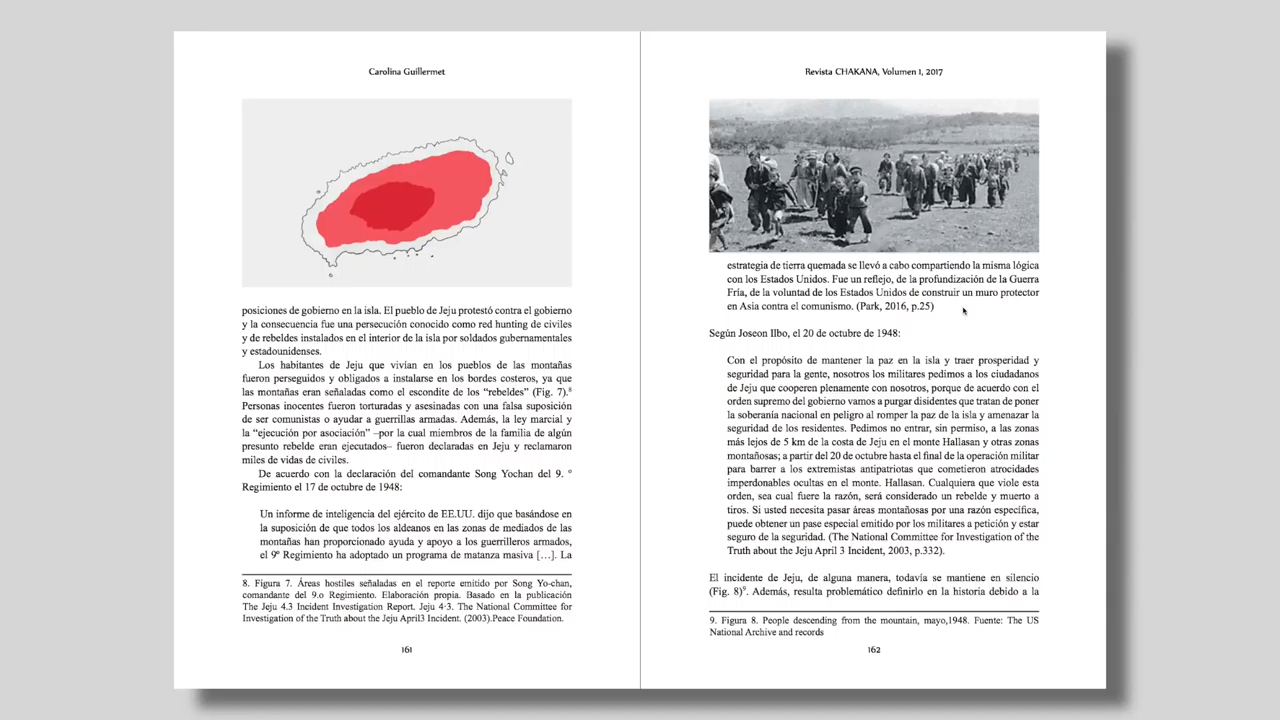 Carolina Guillermet
posiciones de gobierno en la isla. El pueblo de Jeju protestó contra el gobierno
y la consecuencia fue una persecución conocido como red hunting de civiles
y de rebeldes instalados en el interior de la isla por soldados gubernamentales
y estadounidenses.
Los habitantes de Jeju que vivían en los pueblos de las montañas
fueron perseguidos y obligados a instalarse en los bordes costeros, ya que
las montañas eran señaladas como el escondite de los “rebeldes” (Fig. 7).⁸
Personas inocentes fueron torturadas y asesinadas con una falsa suposición
de ser comunistas o ayudar a guerrillas armadas. Además, la ley marcial y
la “ejecución por asociación” –por la cual miembros de la familia de algún
presunto rebelde eran ejecutados– fueron declaradas en Jeju y reclamaron
miles de vidas de civiles.
De acuerdo con la declaración del comandante Song Yochan del 9. º
Regimiento el 17 de octubre de 1948:
Un informe de inteligencia del ejército de EE.UU. dijo que basándose en
la suposición de que todos los aldeanos en las zonas de mediados de las
montañas han proporcionado ayuda y apoyo a los guerrilleros armados,
el 9º Regimiento ha adoptado un programa de matanza masiva [...]. La
8. Figura 7. Áreas hostiles señaladas en el reporte emitido por Song Yo-chan,
comandante del 9.o Regimiento. Elaboración propia. Basado en la publicación
The Jeju 4.3 Incident Investigation Report. Jeju 4·3. The National Committee for
Investigation of the Truth about the Jeju April3 Incident. (2003).Peace Foundation.
161
Revista CHAKANA, Volumen 1, 2017
estrategia de tierra quemada se llevó a cabo compartiendo la misma lógica
con los Estados Unidos. Fue un reflejo, de la profundización de la Guerra
Fría, de la voluntad de los Estados Unidos de construir un muro protector
en Asia contra el comunismo. (Park, 2016, p.25)
Según Joseon Ilbo, el 20 de octubre de 1948:
Con el propósito de mantener la paz en la isla y traer prosperidad y
seguridad para la gente, nosotros los militares pedimos a los ciudadanos
de Jeju que cooperen plenamente con nosotros, porque de acuerdo con el
orden supremo del gobierno vamos a purgar disidentes que tratan de poner
la soberanía nacional en peligro al romper la paz de la isla y amenazar la
seguridad de los residentes. Pedimos no entrar, sin permiso, a las zonas
más lejos de 5 km de la costa de Jeju en el monte Hallasan y otras zonas
montañosas; a partir del 20 de octubre hasta el final de la operación militar
para barrer a los extremistas antipatriotas que cometieron atrocidades
imperdonables ocultas en el monte. Hallasan. Cualquiera que viole esta
orden, sea cual fuere la razón, será considerado un rebelde y muerto a
tiros. Si usted necesita pasar áreas montañosas por una razón específica,
puede obtener un pase especial emitido por los militares a petición y estar
seguro de la seguridad. (The National Committee for Investigation of the
Truth about the Jeju April 3 Incident, 2003, p.332).
El incidente de Jeju, de alguna manera, todavía se mantiene en silencio
(Fig. 8)⁹. Además, resulta problemático definirlo en la historia debido a la
9. Figura 8. People descending from the mountain, mayo,1948. Fuente: The US
National Archive and records
162